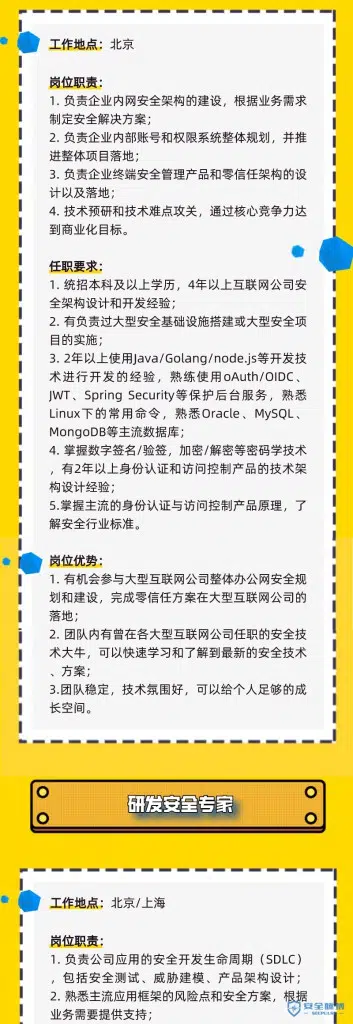 工作地点：北京
岗位职责：
1. 负责企业内网安全架构的建设，根据业务需求
制定安全解决方案；
2. 负责企业内部账号和权限系统整体规划，并推
进整体项目落地；
3. 负责企业终端安全管理产品和零信任架构的设
计以及落地；
4. 技术预研和技术难点攻关，通过核心竞争力达
到商业化目标。
任职要求：
1. 统招本科及以上学历，4年以上互联网公司安
全架构设计和开发经验；
2. 有负责过大型安全基础设施搭建或大型安全项
目的实施；
3. 2年以上使用Java/Golang/node.js等开发技
术进行开发的经验，熟练使用oAuth/OIDC、
JWT、Spring Security等保护后台服务，熟悉
Linux下的常用命令，熟悉Oracle、MySQL、
MongoDB等主流数据库；
4. 掌握数字签名/验签，加密/解密等密码学技术
，有2年以上身份认证和访问控制产品的技术架
构设计经验；
5.掌握主流的身份认证与访问控制产品原理，了
解安全行业标准。
岗位优势：
1. 有机会参与大型互联网公司整体办公网安全规
划和建设，完成零信任方案在大型互联网公司的
落地；
2. 团队内有曾在各大型互联网公司任职的安全技
术大牛，可以快速学习和了解到最新的安全技术
、方案；
3.团队稳定，技术氛围好，可以给个人足够的成
长空间。
研发安全专家
工作地点：北京/上海
岗位职责：
1. 负责公司应用的安全开发生命周期（SDLC）
，包括安全测试、威胁建模、产品架构设计；
2. 熟悉主流应用框架的风险点和安全方案，根据
业务需要提供支持；